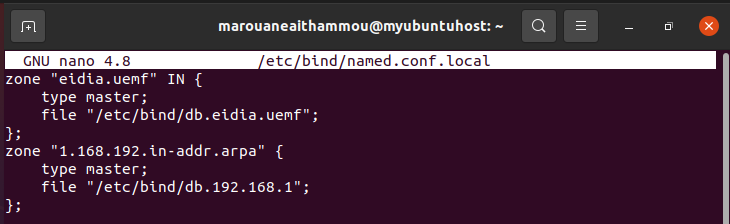 marouaneaithammou@myubuntuhost: ~
GNU nano 4.8 /etc/bind/named.conf.local
zone "eidia.uemf" IN {
    type master;
    file "/etc/bind/db.eidia.uemf";
};
zone "1.168.192.in-addr.arpa" {
    type master;
    file "/etc/bind/db.192.168.1";
};